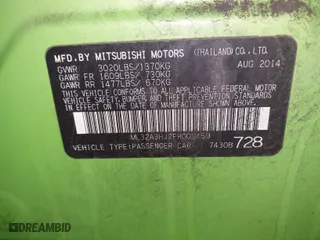 MFD.BY MITSUBISHI MOTORS (THAILAND) CO., LTD.
GVWR 3020LBS/1370KG AUG 2014
GAWR FR 1609LBS/ 730KG
GAWR RR 1477LBS/ 670KG
THIS VEHICLE CONFORMS TO ALL APPLICABLE
FEDERAL MOTOR VEHICLE SAFETY, BUMPER, AND
THEFT PREVENTION STANDARDS IN EFFECT ON
THE DATE OF MANUFACTURE SHOWN ABOVE.
VEHICLE TYPE:PASSENGER CAR 7430B 728